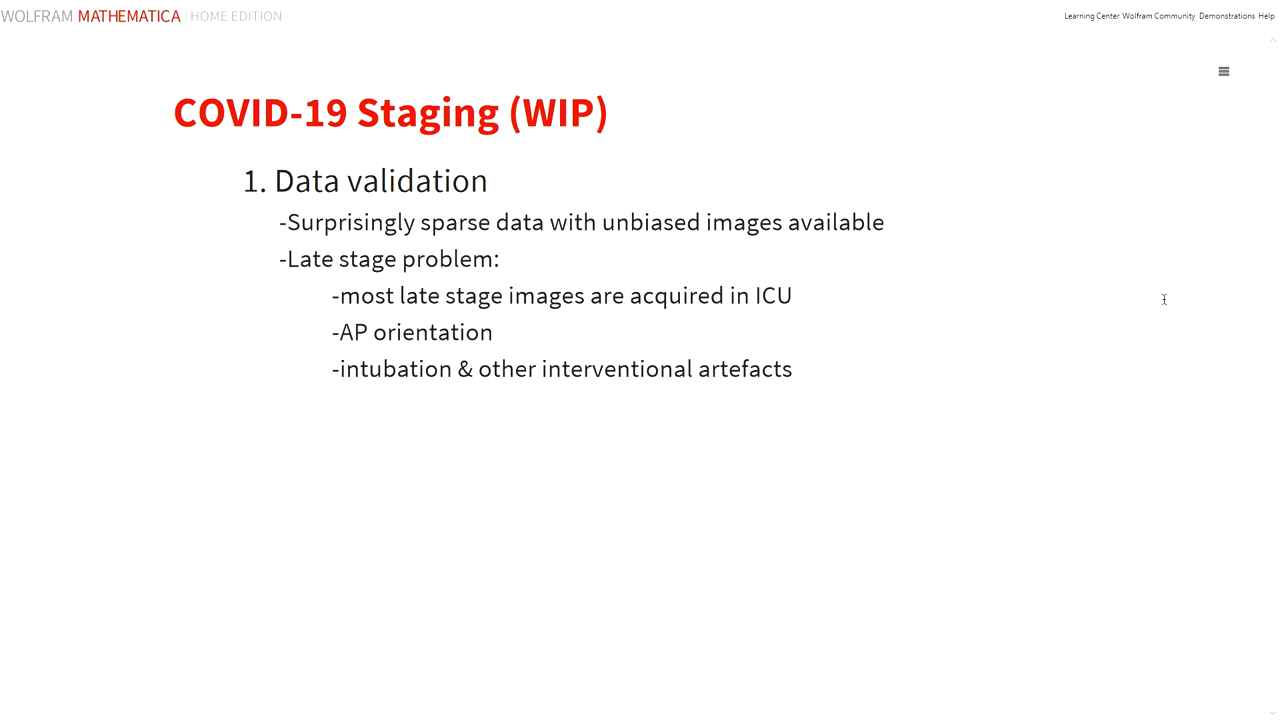 WOLFRAM MATHEMATICA HOME EDITION
Learning Center Wolfram Community Demonstrations Help
COVID-19 Staging (WIP)
1. Data validation
-Surprisingly sparse data with unbiased images available
-Late stage problem:
-most late stage images are acquired in ICU
-AP orientation
-intubation & other interventional artefacts